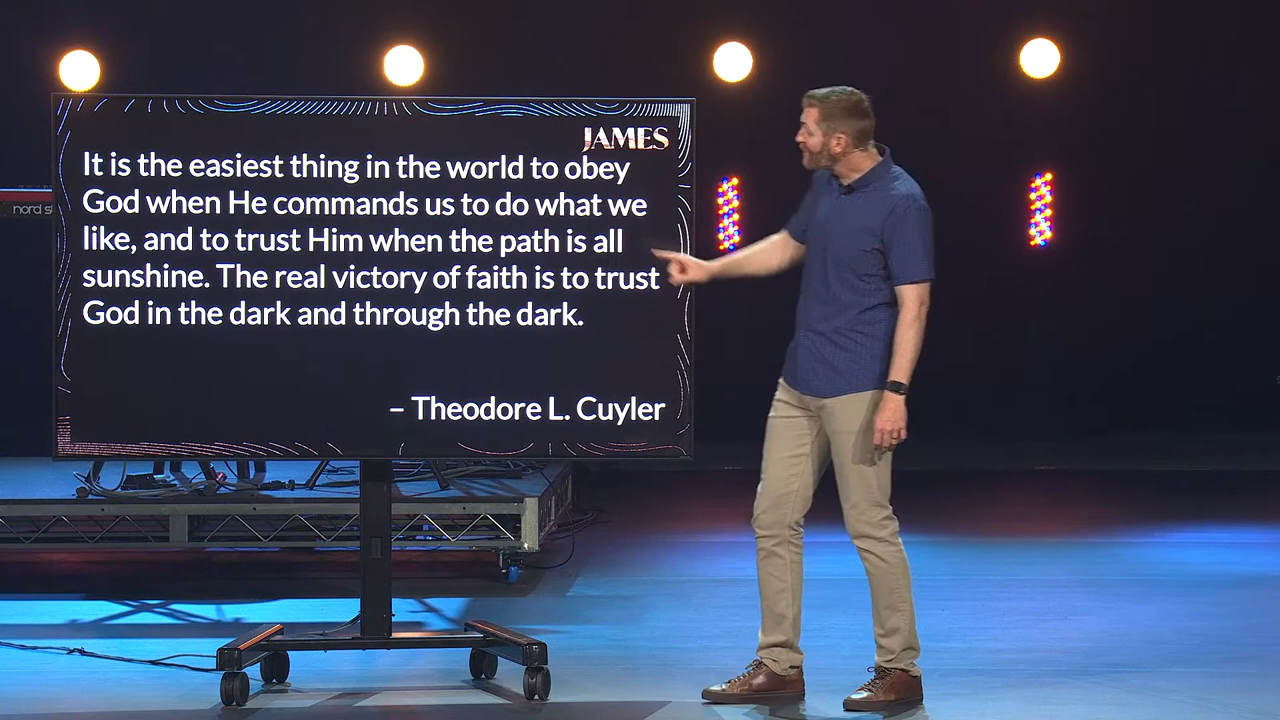 JAMES
It is the easiest thing in the world to obey
God when He commands us to do what we
like, and to trust Him when the path is all
sunshine. The real victory of faith is to trust
God in the dark and through the dark.
– Theodore L. Cuyler
nord s